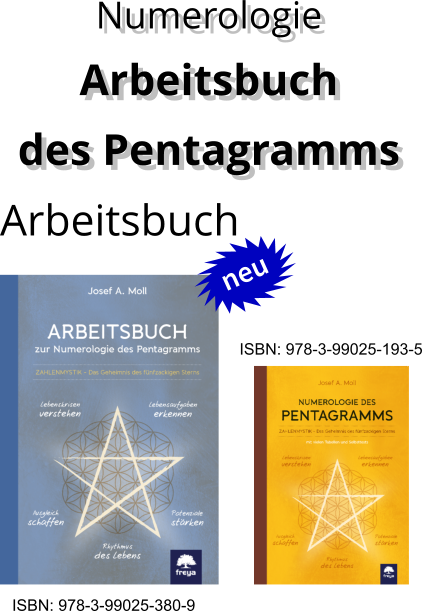 Numerologie
Arbeitsbuch
des Pentagramms
Arbeitsbuch
neu
Josef A. Moll
ARBEITSBUCH
zur Numerologie des Pentagramms
ZAHLENMYSTIK – Das Geheimnis des fünfzackigen Sterns
Lebenskrisen
verstehen
Lebensaufgaben
erkennen
Ausgleich
schaffen
Potenziale
stärken
Rhythmus
des Lebens
freya
ISBN: 978-3-99025-380-9
ISBN: 978-3-99025-193-5
Josef A. Moll
NUMEROLOGIE DES
PENTAGRAMMS
ZAHLENMYSTIK – Das Geheimnis des fünfzackigen Sterns
Lebenskrisen
verstehen
Lebensaufgaben
erkennen
Ausgleich
schaffen
Potenziale
stärken
Rhythmus
des Lebens
freya